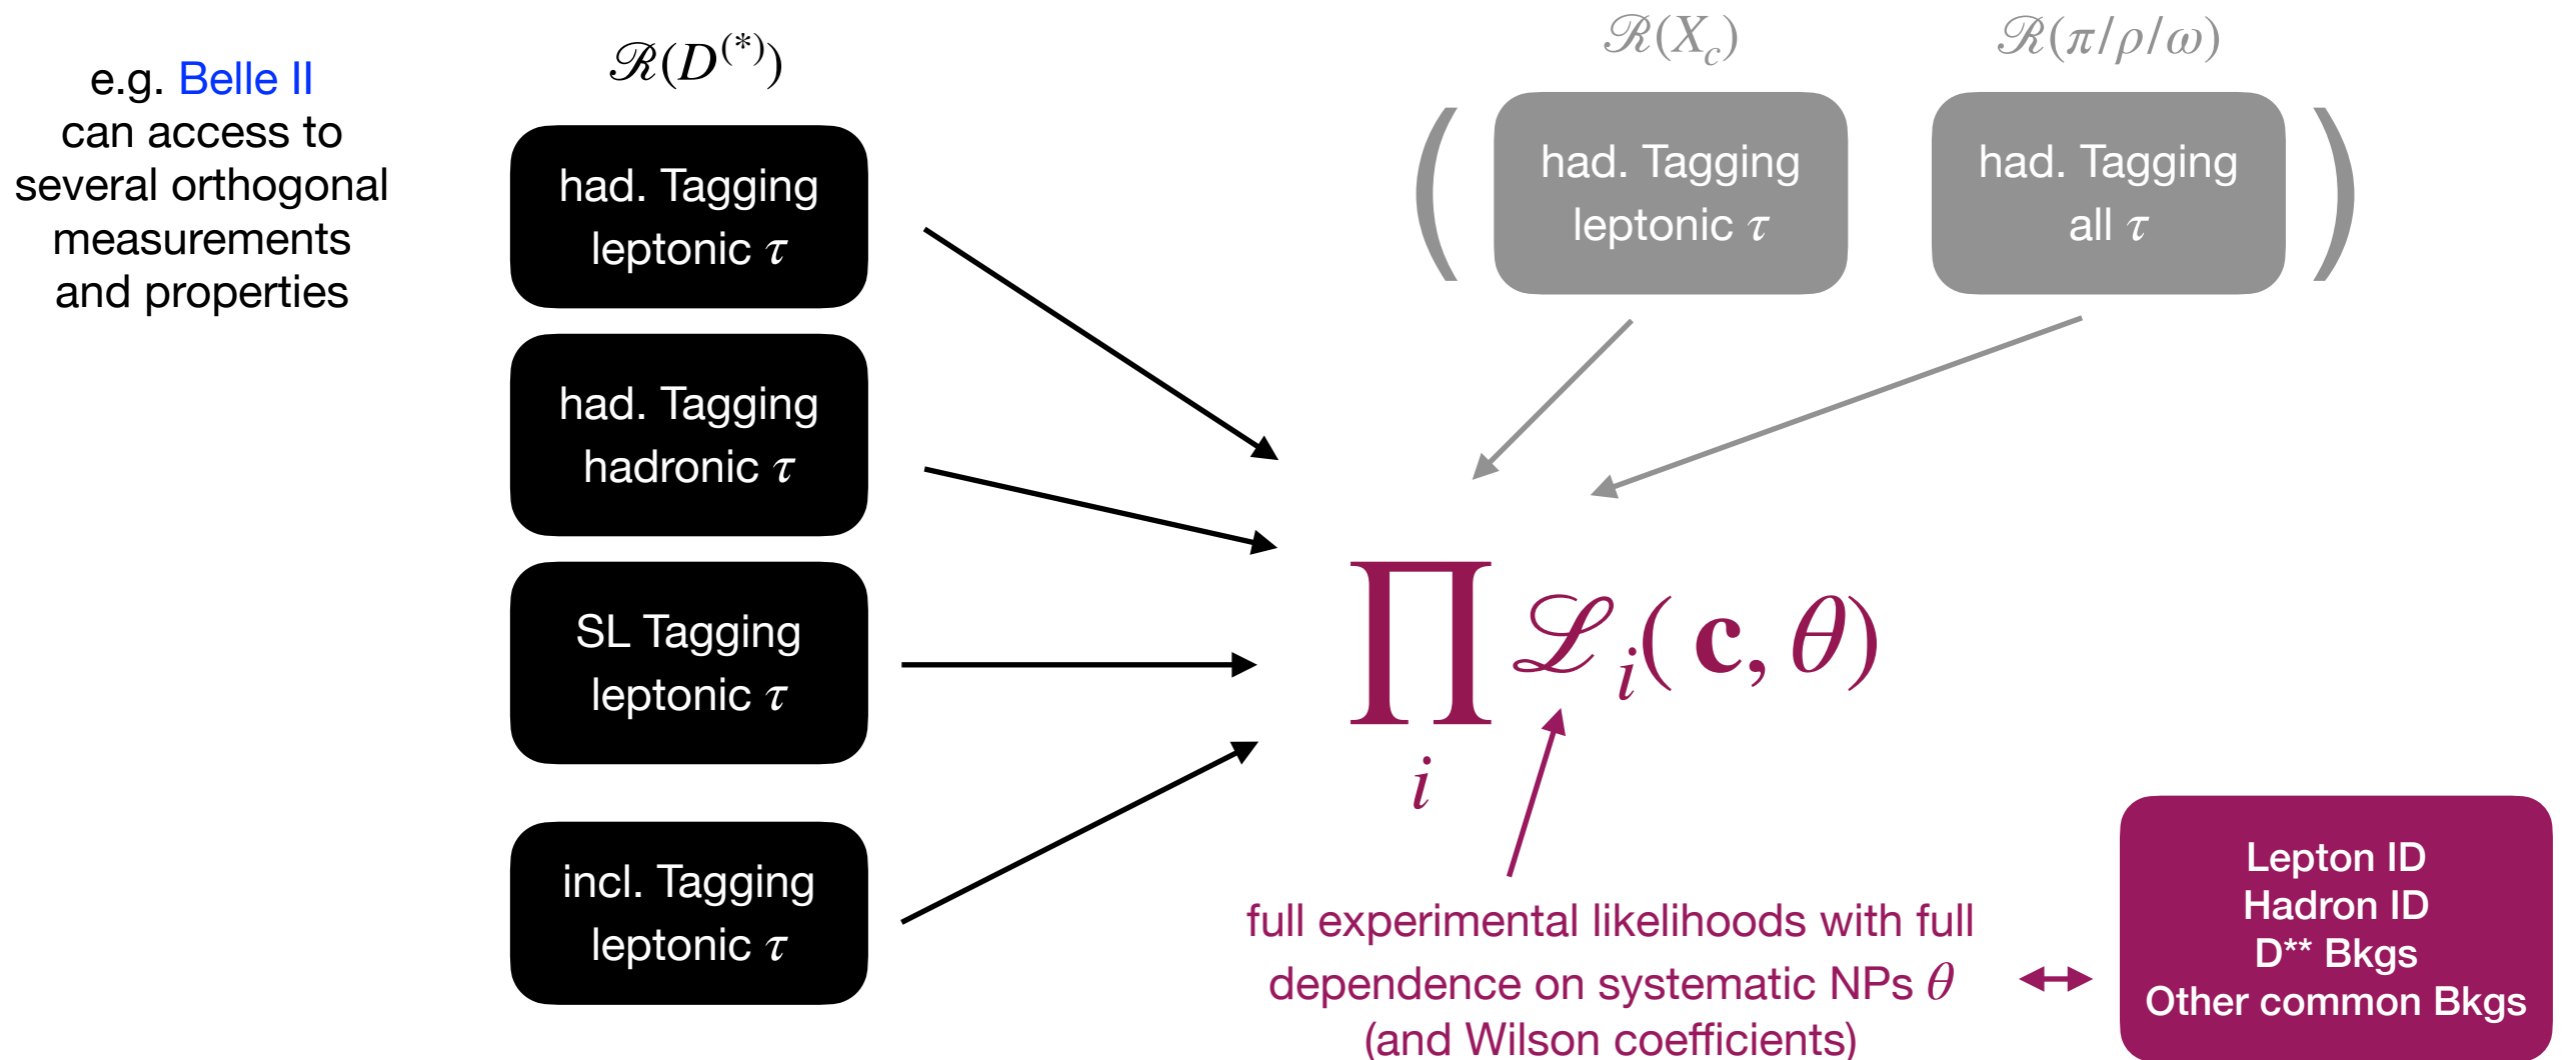 e.g. Belle II
can access to
several orthogonal
measurements
and properties
ℛ(D⁽*⁾)
had. Tagging
leptonic τ
had. Tagging
hadronic τ
SL Tagging
leptonic τ
incl. Tagging
leptonic τ
ℛ(X_c)
had. Tagging
leptonic τ
ℛ(π/ρ/ω)
had. Tagging
all τ
∏_i ℒ_i( c, θ)
full experimental likelihoods with full
dependence on systematic NPs θ
(and Wilson coefficients)
Lepton ID
Hadron ID
D** Bkgs
Other common Bkgs